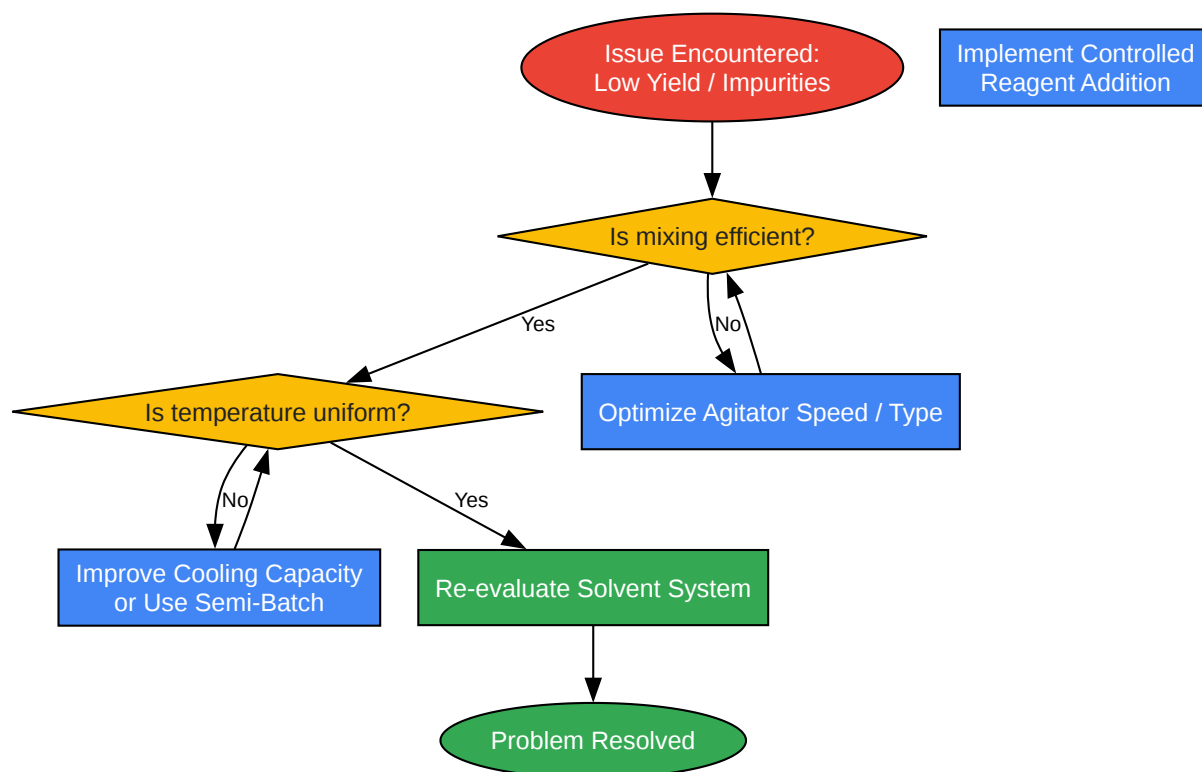 Issue Encountered:
Low Yield / Impurities
Implement Controlled
Reagent Addition
Is mixing efficient?
Yes
No
Is temperature uniform?
Optimize Agitator Speed / Type
No
Yes
Improve Cooling Capacity
or Use Semi-Batch
Re-evaluate Solvent System
Problem Resolved